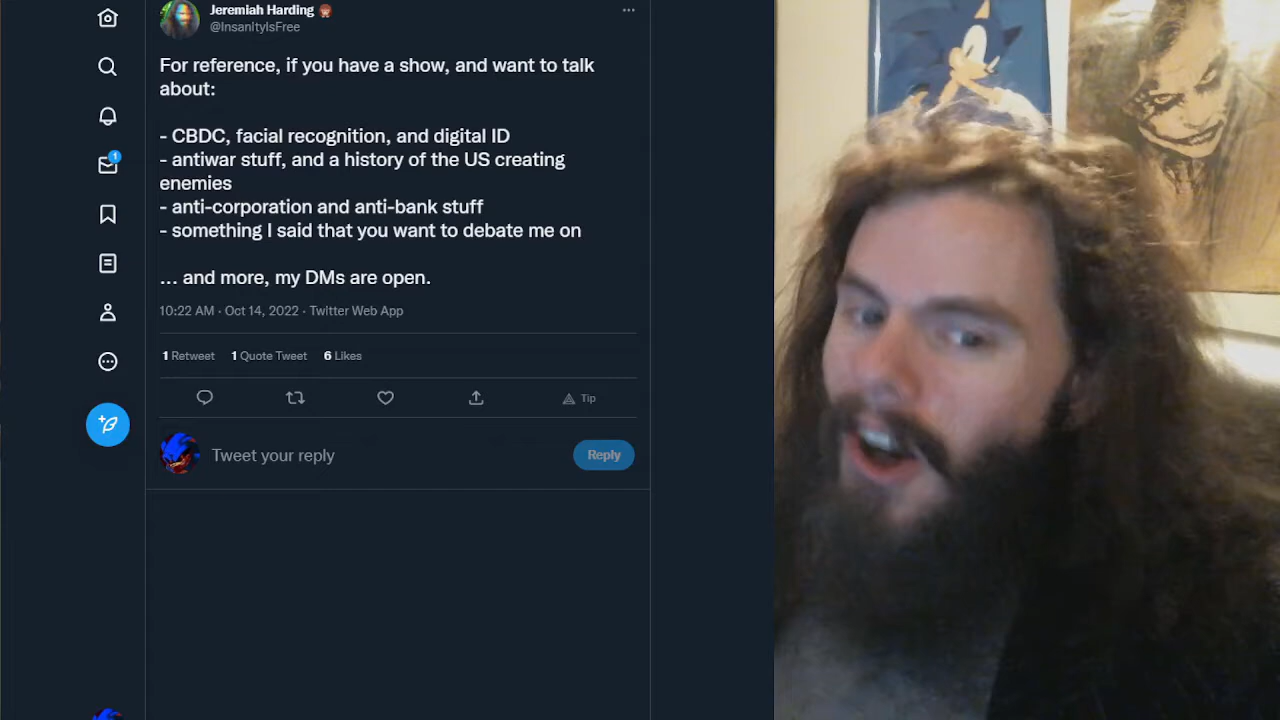 Jeremiah Harding
@InsanityIsFree
For reference, if you have a show, and want to talk
about:
- CBDC, facial recognition, and digital ID
- antiwar stuff, and a history of the US creating
enemies
- anti-corporation and anti-bank stuff
- something I said that you want to debate me on
... and more, my DMs are open.
10:22 AM · Oct 14, 2022 · Twitter Web App
1 Retweet 1 Quote Tweet 6 Likes
Tip
1
Tweet your reply
Reply